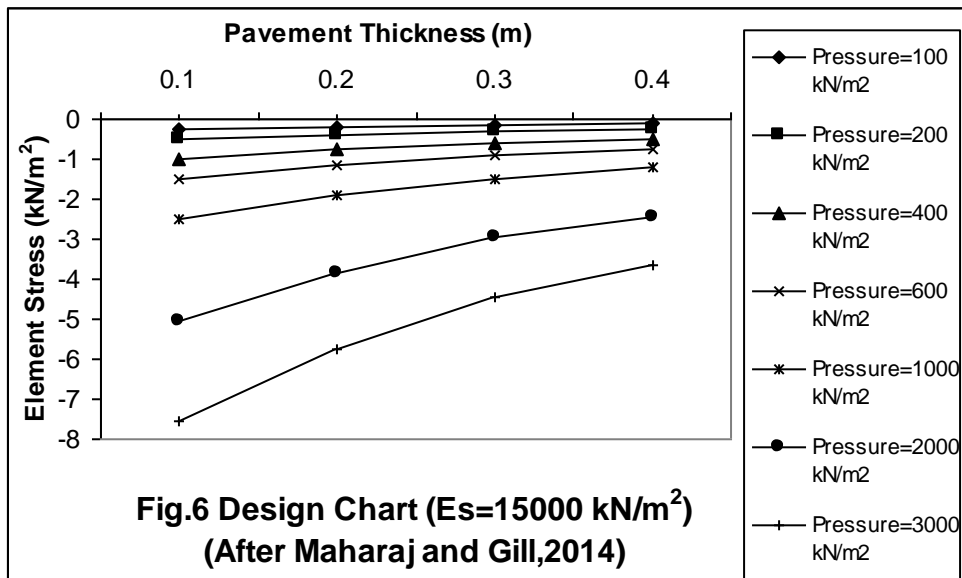 Pavement Thickness (m)
0.1 0.2 0.3 0.4
0
-1
-2
-3
-4
-5
-6
-7
-8
Element Stress (kN/m²)
Pressure=100
kN/m2
Pressure=200
kN/m2
Pressure=400
kN/m2
Pressure=600
kN/m2
Pressure=1000
kN/m2
Pressure=2000
kN/m2
Pressure=3000
kN/m2
Fig.6 Design Chart (Es=15000 kN/m²)
(After Maharaj and Gill,2014)